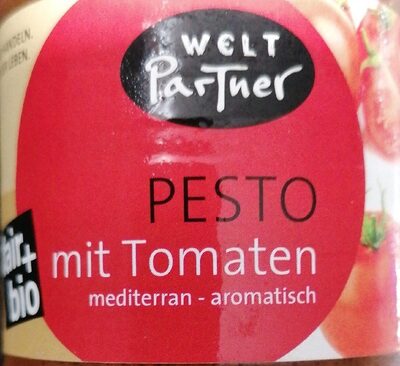 WELT
Partner
PESTO
mit Tomaten
mediterran - aromatisch
fair+
bio